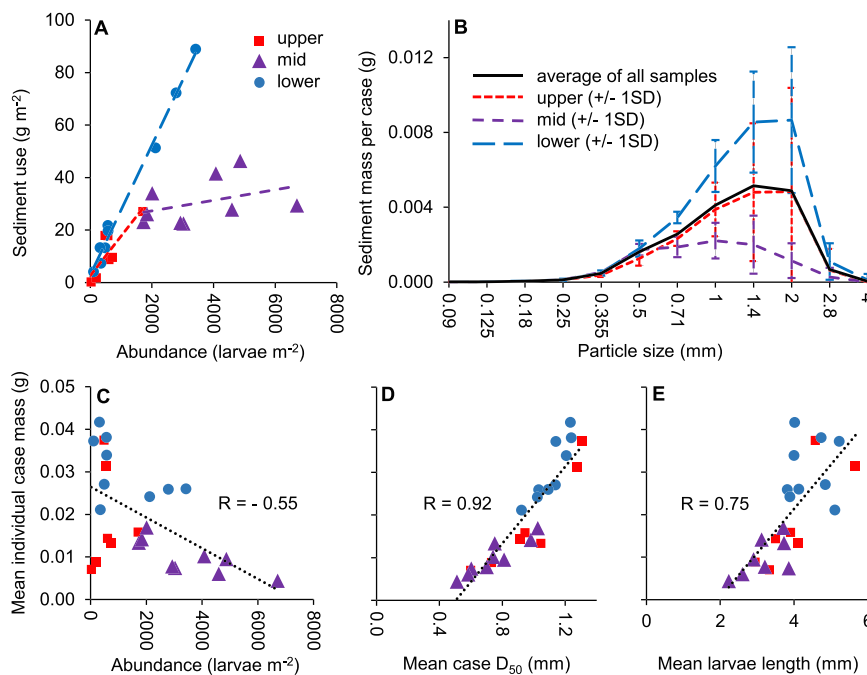 A
Sediment use (g m⁻²)
100
80
60
40
20
0
0
2000
4000
6000
8000
Abundance (larvae m⁻²)
upper
mid
lower
B
Sediment mass per case (g)
0.012
0.008
0.004
0.000
0.09
0.125
0.18
0.25
0.355
0.5
0.71
1
1.4
2
2.8
4
Particle size (mm)
average of all samples
upper (+/- 1SD)
mid (+/- 1SD)
lower (+/- 1SD)
C
Mean individual case mass (g)
0.05
0.04
0.03
0.02
0.01
0.00
0
2000
4000
6000
8000
Abundance (larvae m⁻²)
R = - 0.55
D
R = 0.92
0.0
0.4
0.8
1.2
Mean case D₅₀ (mm)
E
R = 0.75
0
2
4
6
Mean larvae length (mm)